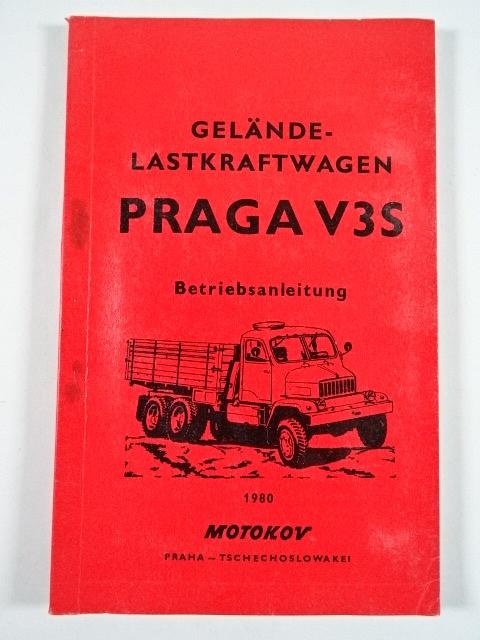 GELÄNDE-
LASTKRAFTWAGEN
PRAGA V3S
Betriebsanleitung
1980
MOTOKOV
PRAHA – TSCHECHOSLOWAKEI